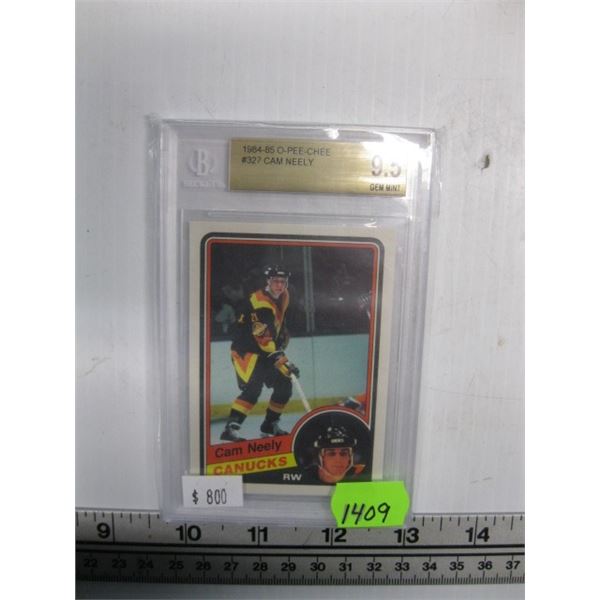 1984-85 O-PEE-CHEE
#327 CAM NEELY
9.5
GEM MINT
B
BECKETT
Cam Neely
CANUCKS
RW
$ 800
1409
9 10 11 12 13 14
22 23 24 25 26 27 28 29 30 31 32 33 34 35 36 37